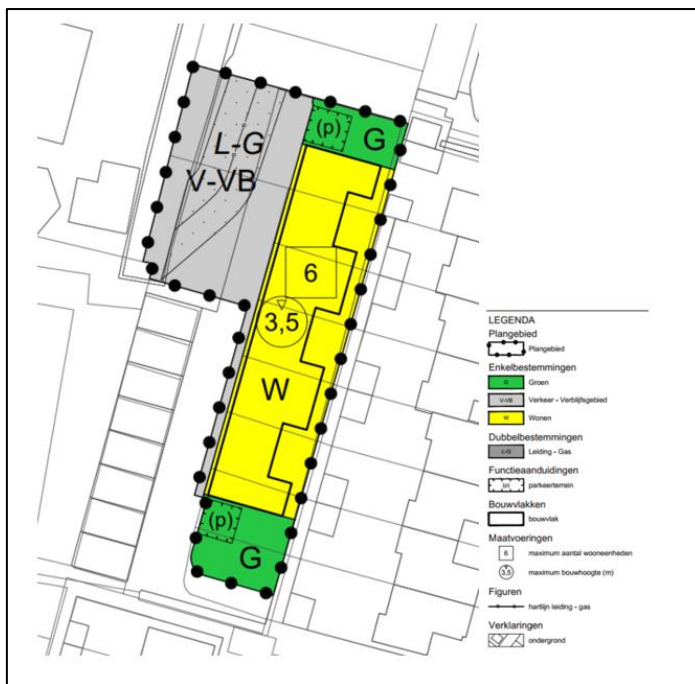 L-G
V-VB
(p)
G
6
3,5
W
(p)
G
LEGENDA
Plangebied
Plangebied
Enkelbestemmingen
G Groen
V-VB Verkeer - Verblijfsgebied
W Wonen
Dubbelbestemmingen
L-G Leiding - Gas
Functieaanduidingen
(p) parkeerterrein
Bouwvlakken
bouwvlak
Maatvoeringen
6 maximum aantal wooneenheden
3,5 maximum bouwhoogte (m)
Figuren
hartlijn leiding - gas
Verklaringen
ondergrond